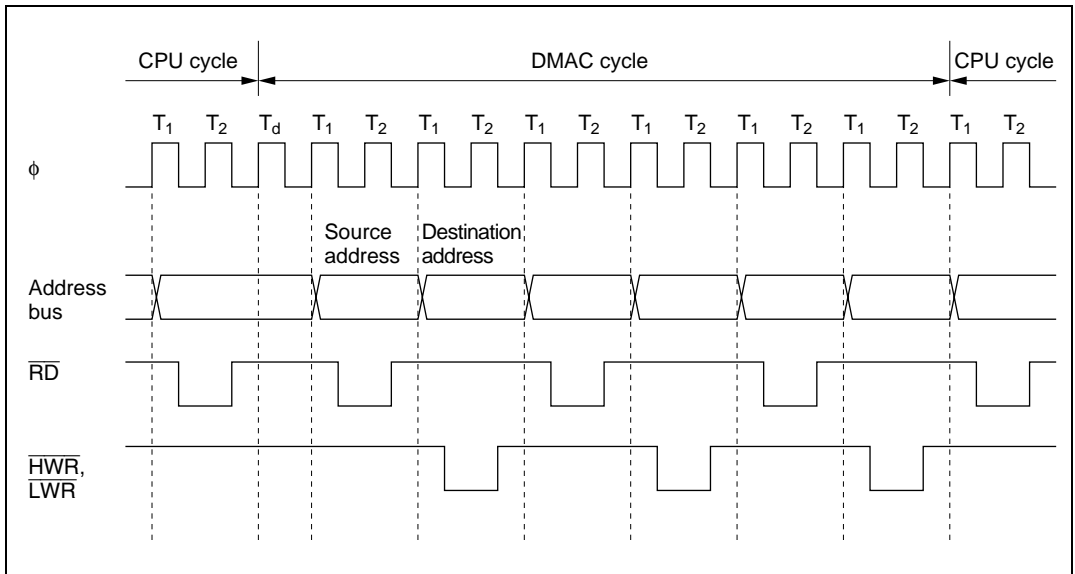 CPU cycle DMAC cycle CPU cycle
T1 T2 Td T1 T2 T1 T2 T1 T2 T1 T2 T1 T2 T1 T2 T1 T2
φ
Source Destination
address address
Address
bus
RD
HWR,
LWR